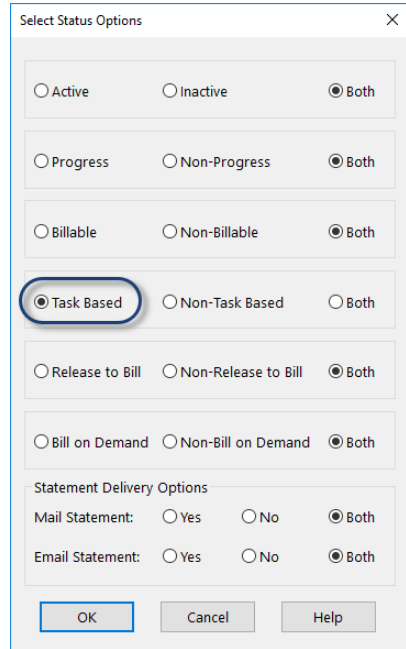 Select Status Options
Active Inactive Both
Progress Non-Progress Both
Billable Non-Billable Both
Task Based Non-Task Based Both
Release to Bill Non-Release to Bill Both
Bill on Demand Non-Bill on Demand Both
Statement Delivery Options
Mail Statement: Yes No Both
Email Statement: Yes No Both
OK Cancel Help